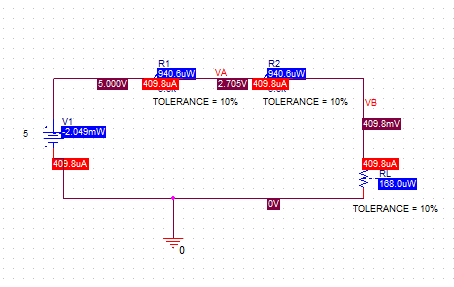 R1
R2
940.6uW
VA
940.6uW
5.000V
409.8uA
2.705V
409.8uA
TOLERANCE = 10%
TOLERANCE = 10%
VB
V1
409.8mV
5
-2.049mW
409.8uA
409.8uA
RL
168.0uW
0V
TOLERANCE = 10%
0